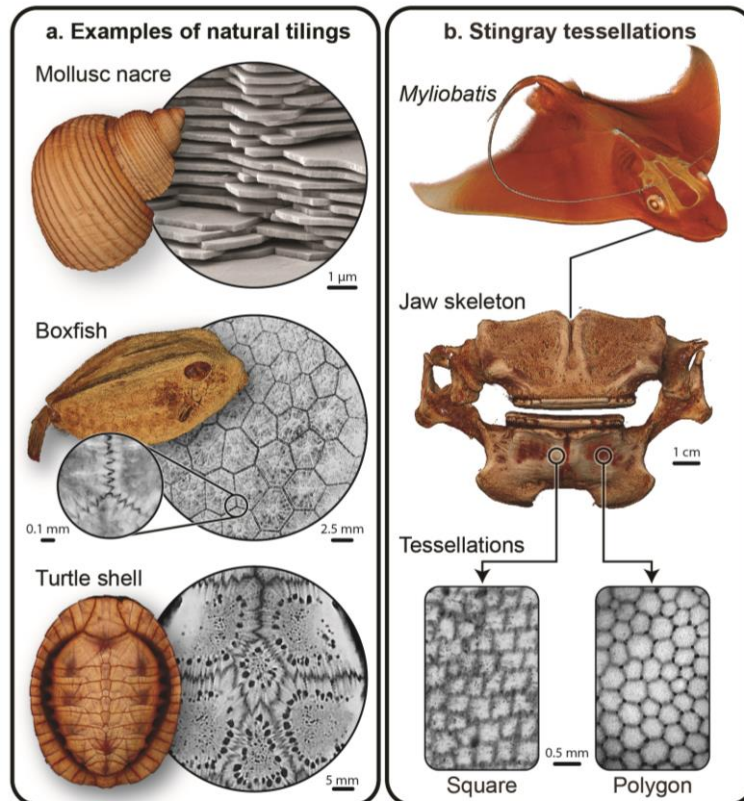 a. Examples of natural tilings
Mollusc nacre
1 µm
Boxfish
0.1 mm
2.5 mm
Turtle shell
5 mm
b. Stingray tessellations
Myliobatis
Jaw skeleton
1 cm
Tessellations
0.5 mm
Square
Polygon